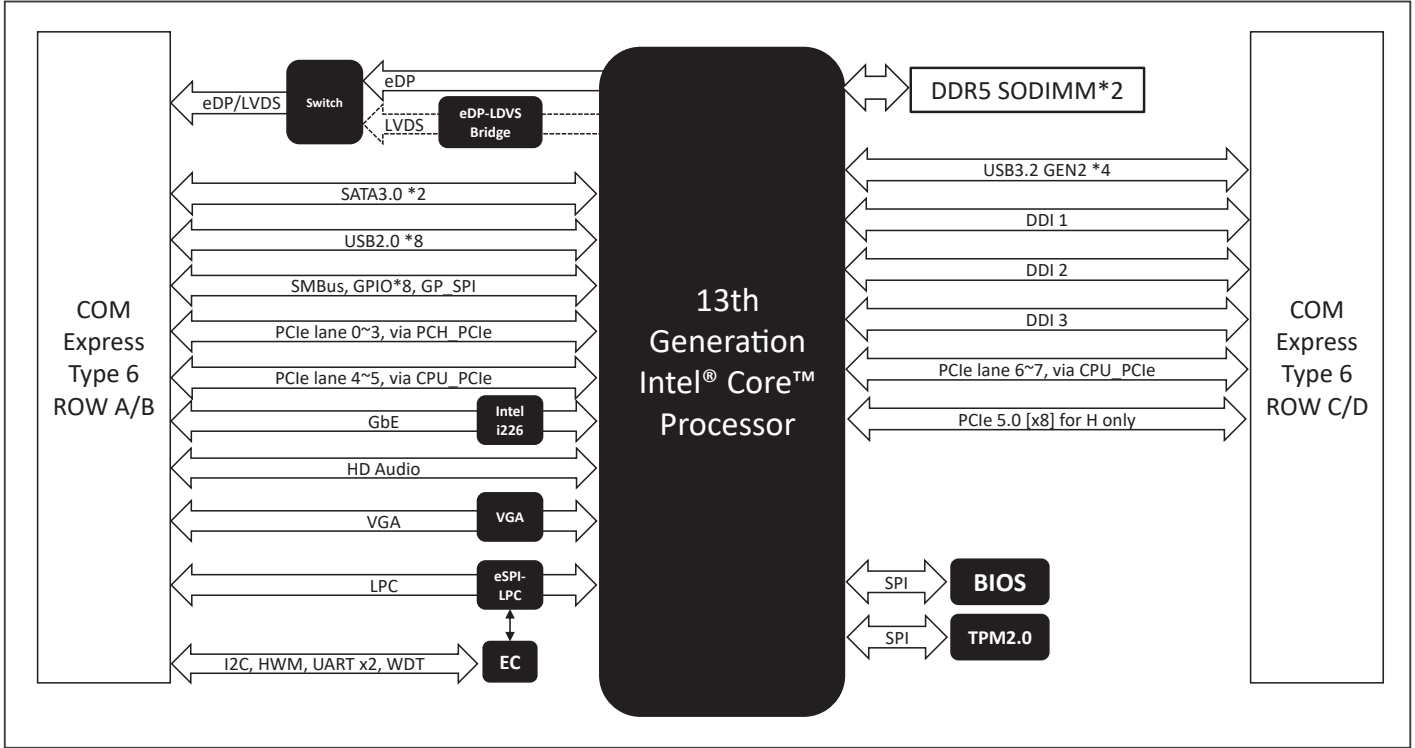 COM
Express
Type 6
ROW A/B
eDP/LVDS
Switch
eDP
LVDS
eDP-LDVS
Bridge
SATA3.0 *2
USB2.0 *8
SMBus, GPIO*8, GP_SPI
PCIe lane 0~3, via PCH_PCIe
PCIe lane 4~5, via CPU_PCIe
GbE
Intel
i226
HD Audio
VGA
VGA
LPC
eSPI-
LPC
I2C, HWM, UART x2, WDT
EC
13th
Generation
Intel® Core™
Processor
DDR5 SODIMM*2
USB3.2 GEN2 *4
DDI 1
DDI 2
DDI 3
PCIe lane 6~7, via CPU_PCIe
PCIe 5.0 [x8] for H only
SPI
BIOS
SPI
TPM2.0
COM
Express
Type 6
ROW C/D